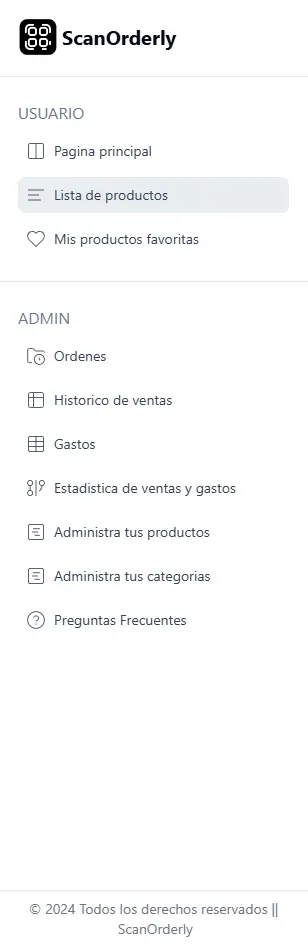 ScanOrderly
USUARIO
Pagina principal
Lista de productos
Mis productos favoritas
ADMIN
Ordenes
Historico de ventas
Gastos
Estadistica de ventas y gastos
Administra tus productos
Administra tus categorias
Preguntas Frecuentes
© 2024 Todos los derechos reservados ||
ScanOrderly